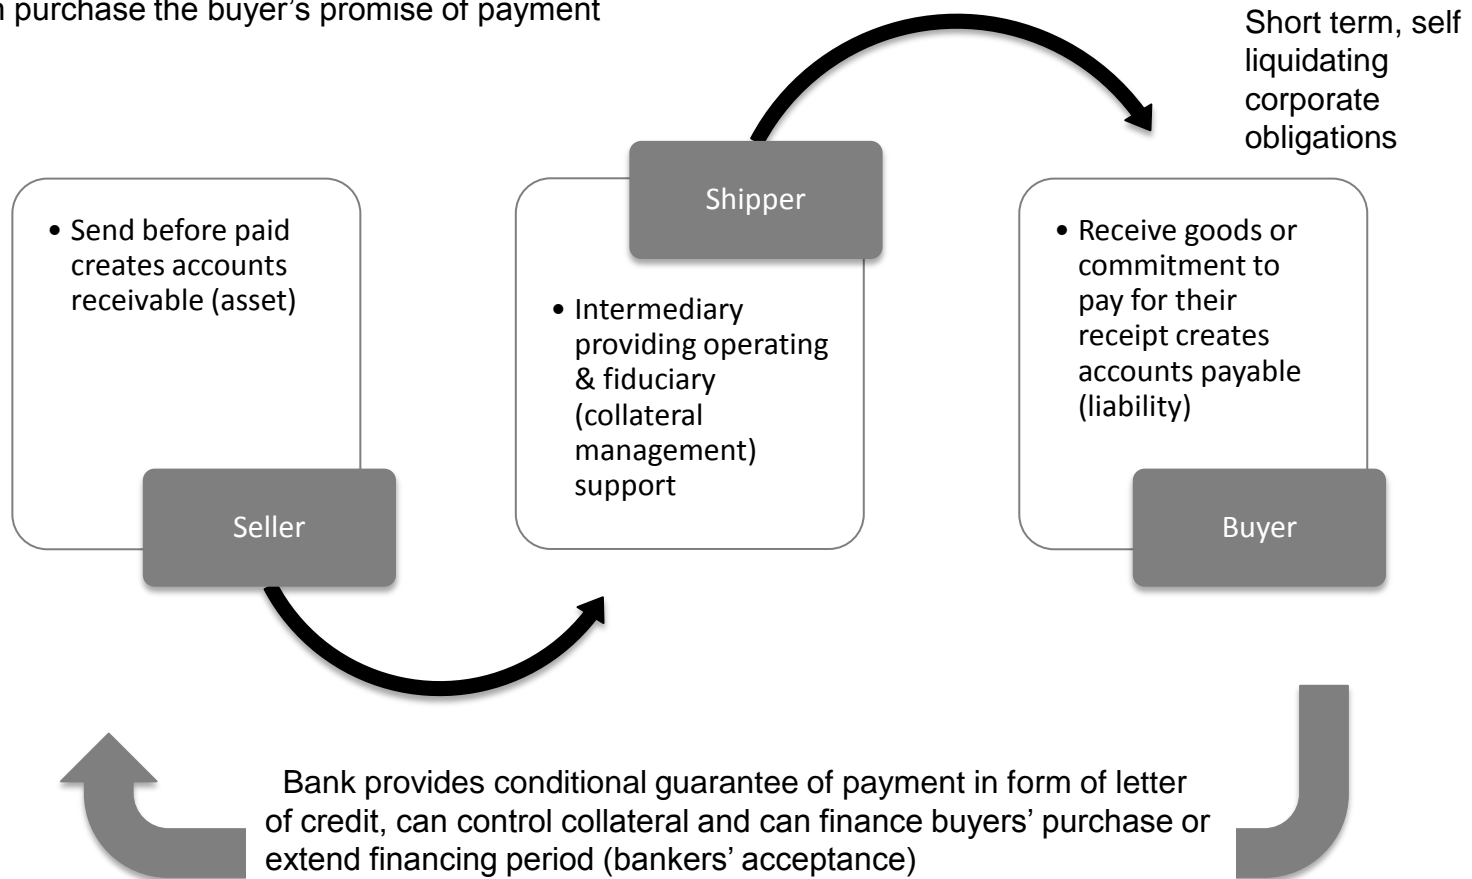 purchase the buyer’s promise of payment
Short term, self
liquidating
corporate
obligations
• Send before paid
creates accounts
receivable (asset)
Seller
Shipper
• Intermediary
providing operating
& fiduciary
(collateral
management)
support
• Receive goods or
commitment to
pay for their
receipt creates
accounts payable
(liability)
Buyer
Bank provides conditional guarantee of payment in form of letter
of credit, can control collateral and can finance buyers’ purchase or
extend financing period (bankers’ acceptance)